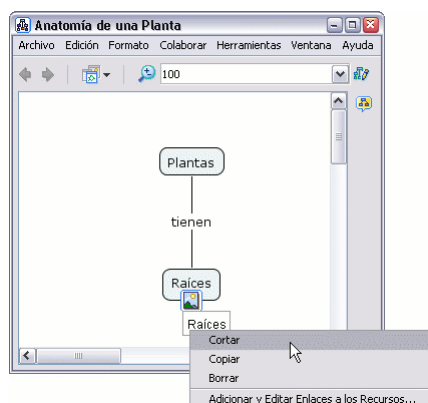 Anatomía de una Planta
Archivo Edición Formato Colaborar Herramientas Ventana Ayuda
100
Plantas
tienen
Raíces
Raíces
Cortar
Copiar
Borrar
Adicionar y Editar Enlaces a los Recursos...